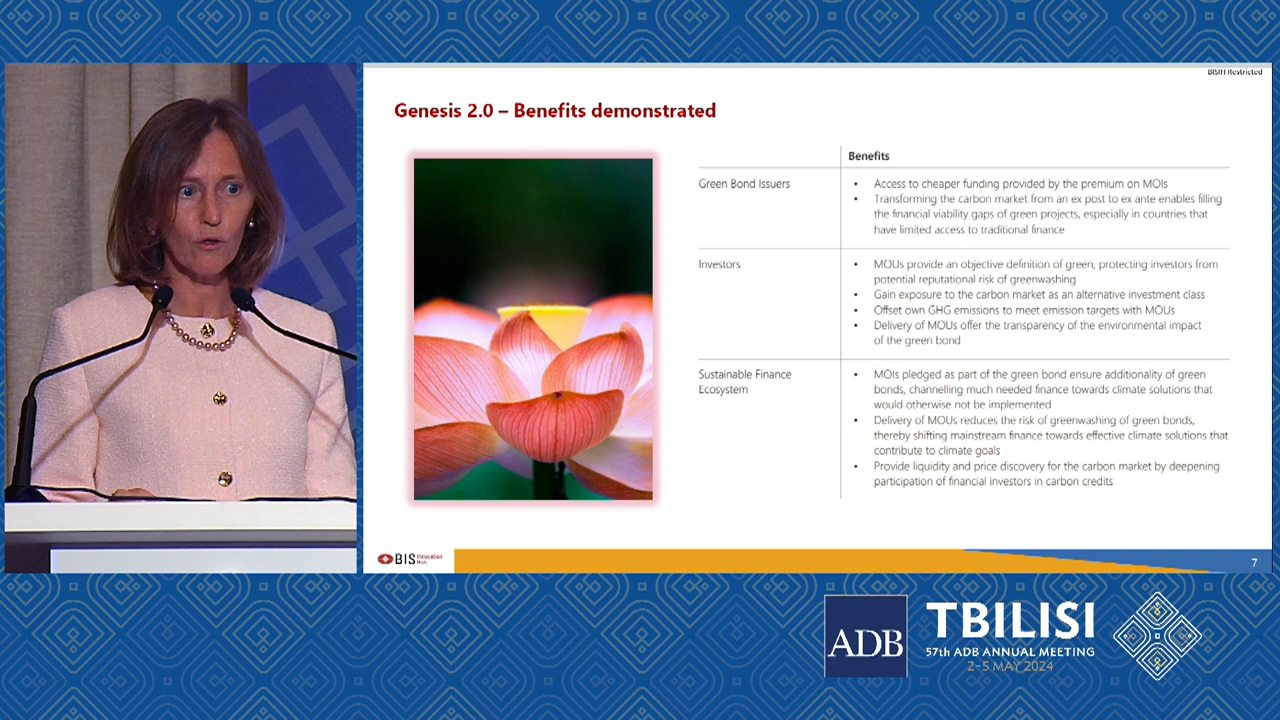 BISIH Restricted
Genesis 2.0 – Benefits demonstrated
Benefits
Green Bond Issuers
• Access to cheaper funding provided by the premium on MOIs
• Transforming the carbon market from an ex post to ex ante enables filling
the financial viability gaps of green projects, especially in countries that
have limited access to traditional finance
Investors
• MOUs provide an objective definition of green, protecting investors from
potential reputational risk of greenwashing
• Gain exposure to the carbon market as an alternative investment class
• Offset own GHG emissions to meet emission targets with MOUs
• Delivery of MOUs offer the transparency of the environmental impact
of the green bond
Sustainable Finance
Ecosystem
• MOIs pledged as part of the green bond ensure additionality of green
bonds, channelling much needed finance towards climate solutions that
would otherwise not be implemented
• Delivery of MOUs reduces the risk of greenwashing of green bonds,
thereby shifting mainstream finance towards effective climate solutions that
contribute to climate goals
• Provide liquidity and price discovery for the carbon market by deepening
participation of financial investors in carbon credits
BIS Innovation
Hub
7
ADB
TBILISI
57th ADB ANNUAL MEETING
2–5 MAY 2024